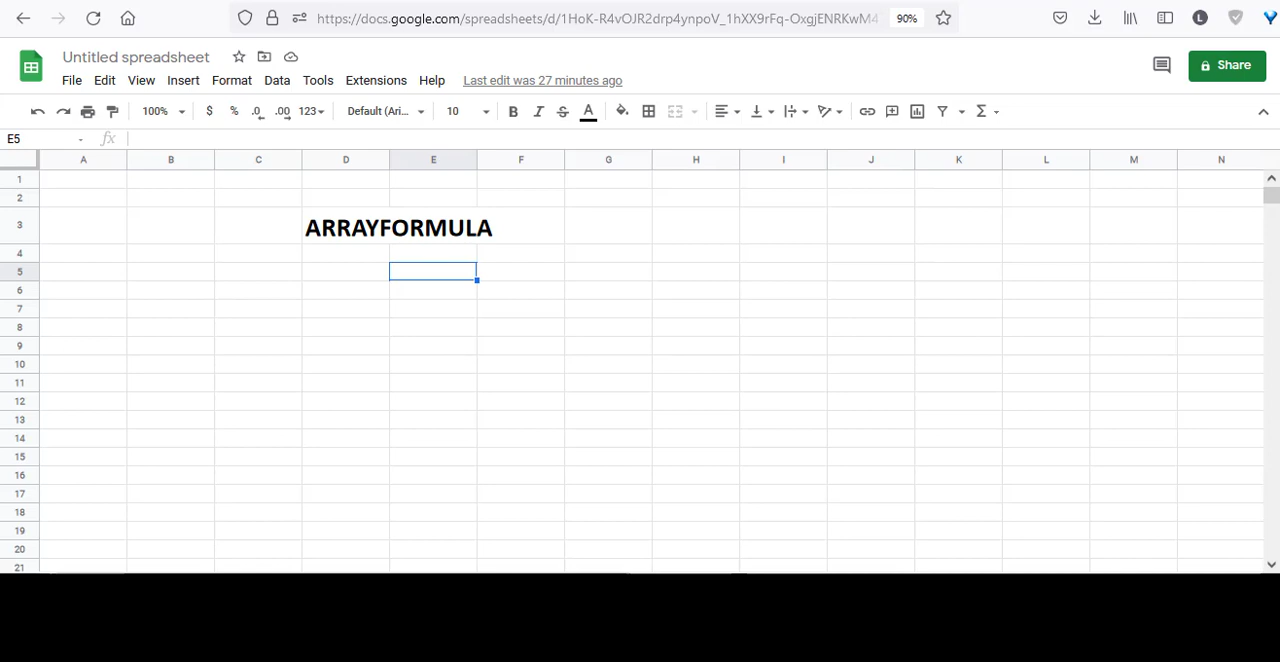 https://docs.google.com/spreadsheets/d/1HoK-R4vOJR2drp4ynpoV_1hXX9rFq-OxgjENRKwM4
90%
L
Untitled spreadsheet
File Edit View Insert Format Data Tools Extensions Help Last edit was 27 minutes ago
Share
100% $ % .0 .00 123 Default (Ari... 10 B I S A Σ
E5 fx
A B C D E F G H I J K L M N
1
2
3 ARRAYFORMULA
4
5
6
7
8
9
10
11
12
13
14
15
16
17
18
19
20
21